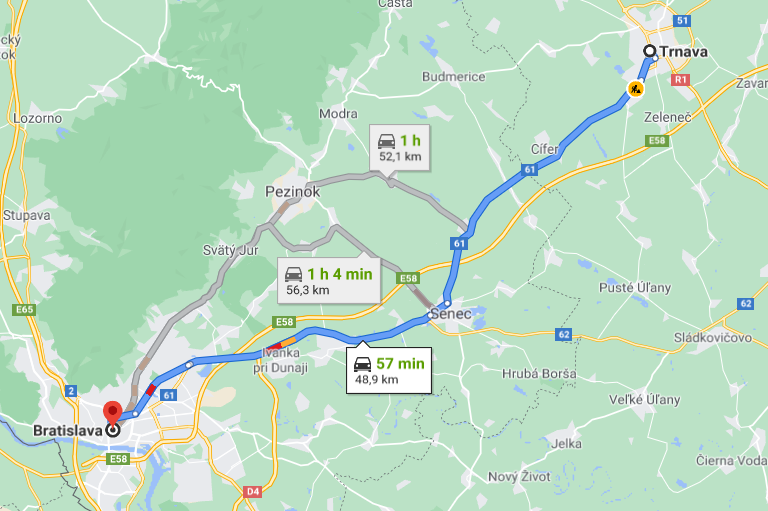 Častá
51
Trnava
R1
cký
ok
Budmerice
Zavar
Lozorno
Modra
Zeleneč
1 h
52,1 km
Cífer
E58
61
Pezinok
Stupava
Svätý Jur
61
1 h 4 min
56,3 km
E58
Pusté Úľany
E65
62
Senec
E58
62
Sládkovičovo
Ivanka
pri Dunaji
57 min
48,9 km
Hrubá Borša
2
61
Veľké Úľany
Bratislava
E58
Jelka
Čierna Voda
Nový Život
D4